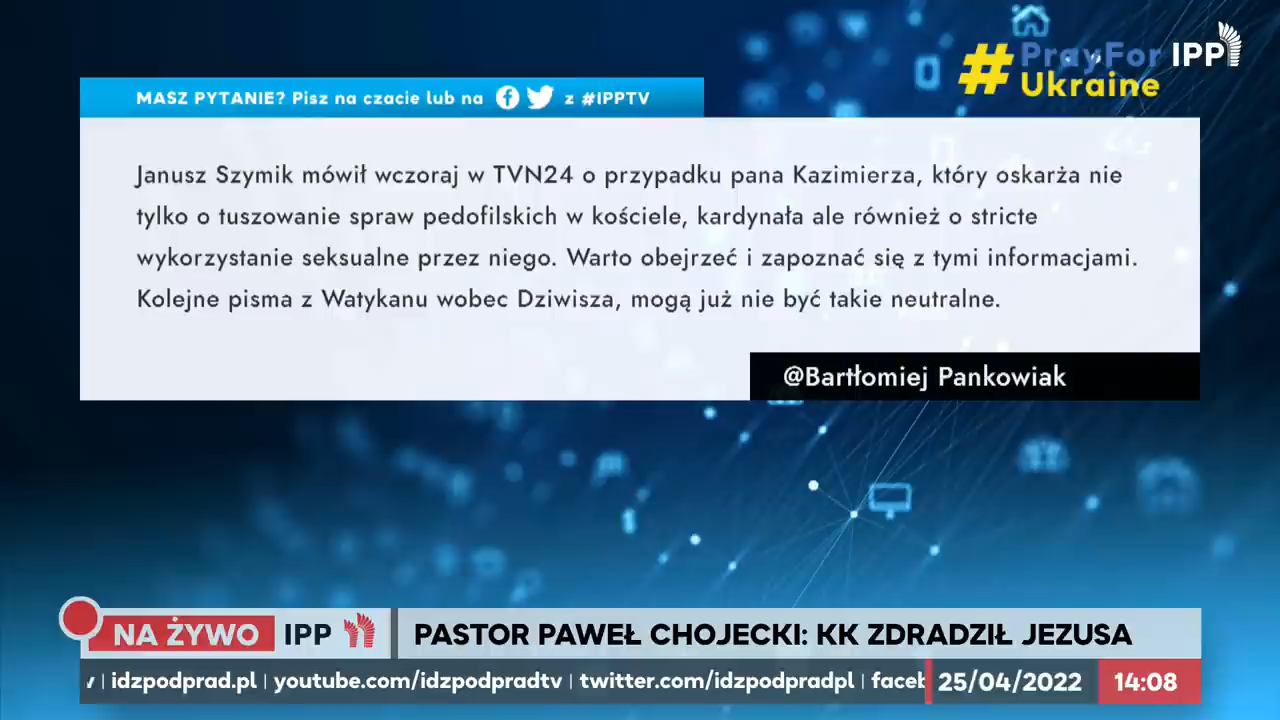 #PrayFor
Ukraine
IPP
MASZ PYTANIE? Pisz na czacie lub na z #IPPTV
Janusz Szymik mówił wczoraj w TVN24 o przypadku pana Kazimierza, który oskarża nie
tylko o tuszowanie spraw pedofilskich w kościele, kardynała ale również o stricte
wykorzystanie seksualne przez niego. Warto obejrzeć i zapoznać się z tymi informacjami.
Kolejne pisma z Watykanu wobec Dziwisza, mogą już nie być takie neutralne.
@Bartłomiej Pankowiak
NA ŻYWO IPP PASTOR PAWEŁ CHOJECKI: KK ZDRADZIŁ JEZUSA
v | idzpodprad.pl | youtube.com/idzpodpradtv | twitter.com/idzpodpradpl | faceb 25/04/2022 14:08